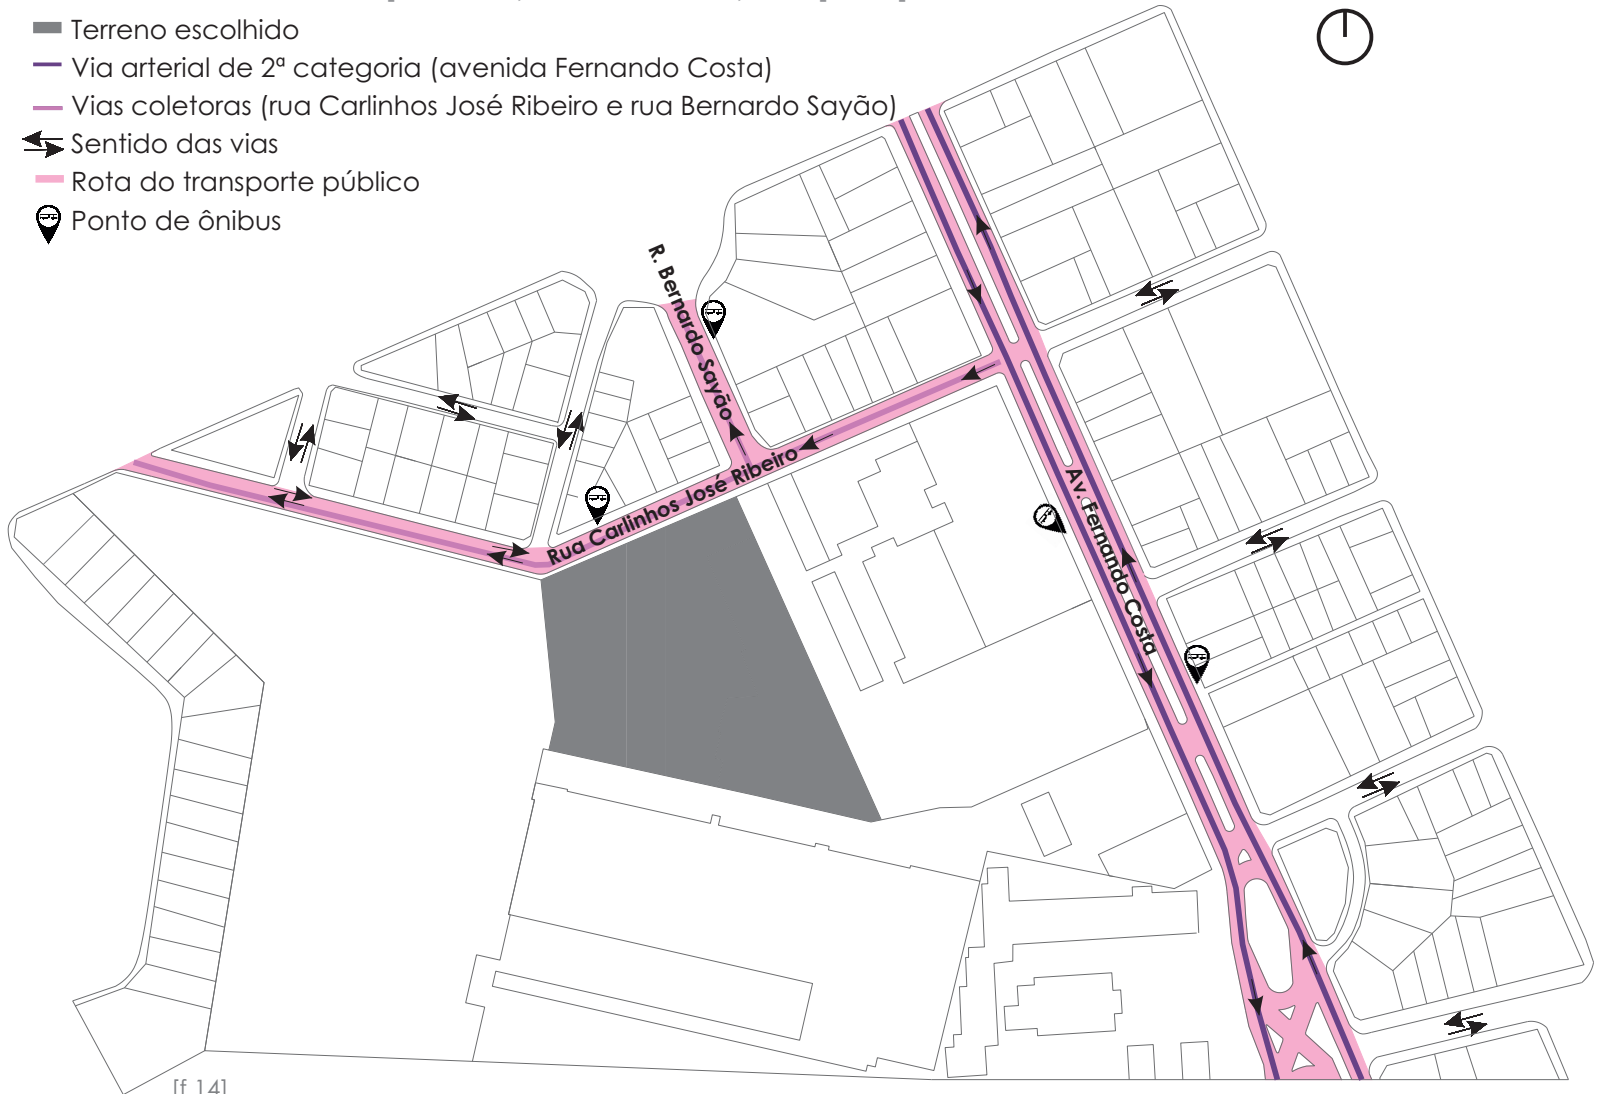 Terreno escolhido
Via arterial de 2ª categoria (avenida Fernando Costa)
Vias coletoras (rua Carlinhos José Ribeiro e rua Bernardo Sayão)
Sentido das vias
Rota do transporte público
Ponto de ônibus
R. Bernardo Sayão
Rua Carlinhos José Ribeiro
Av. Fernando Costa
[f 14]